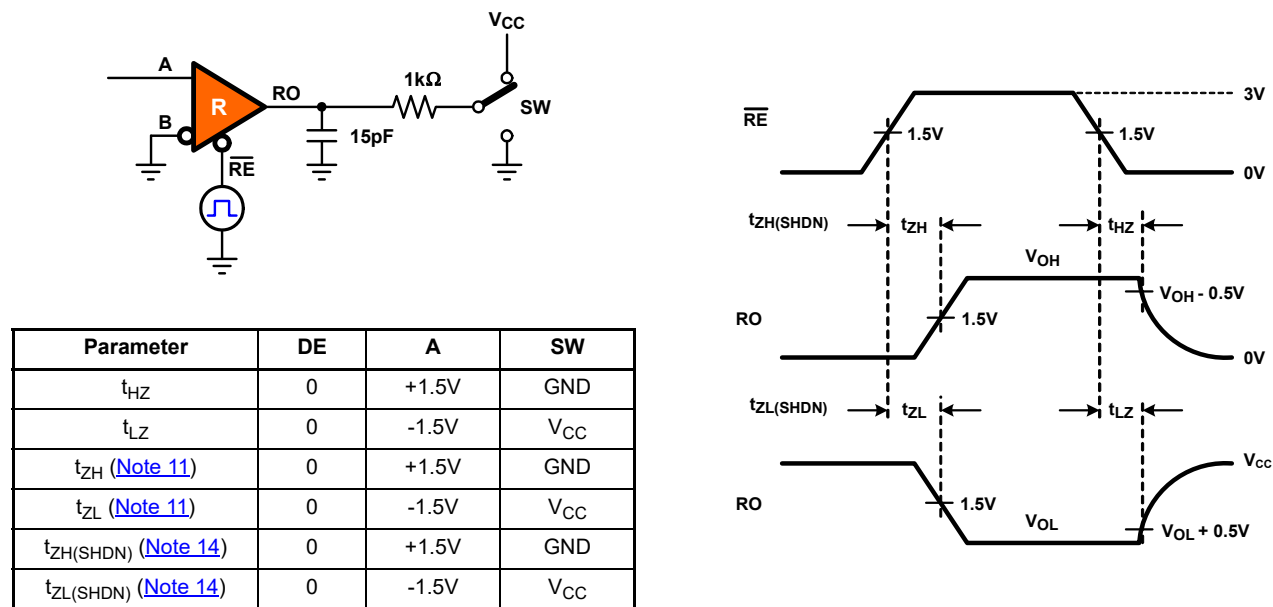 VCC
A
1kΩ
R
RO
SW
B
15pF
RE
Parameter DE A SW
tHZ 0 +1.5V GND
tLZ 0 -1.5V VCC
tZH (Note 11) 0 +1.5V GND
tZL (Note 11) 0 -1.5V VCC
tZH(SHDN) (Note 14) 0 +1.5V GND
tZL(SHDN) (Note 14) 0 -1.5V VCC
3V
RE 1.5V 1.5V
0V
tZH(SHDN) tZH tHZ
VOH
VOH - 0.5V
RO 1.5V
0V
tZL(SHDN) tZL tLZ
VCC
RO 1.5V
VOL VOL + 0.5V